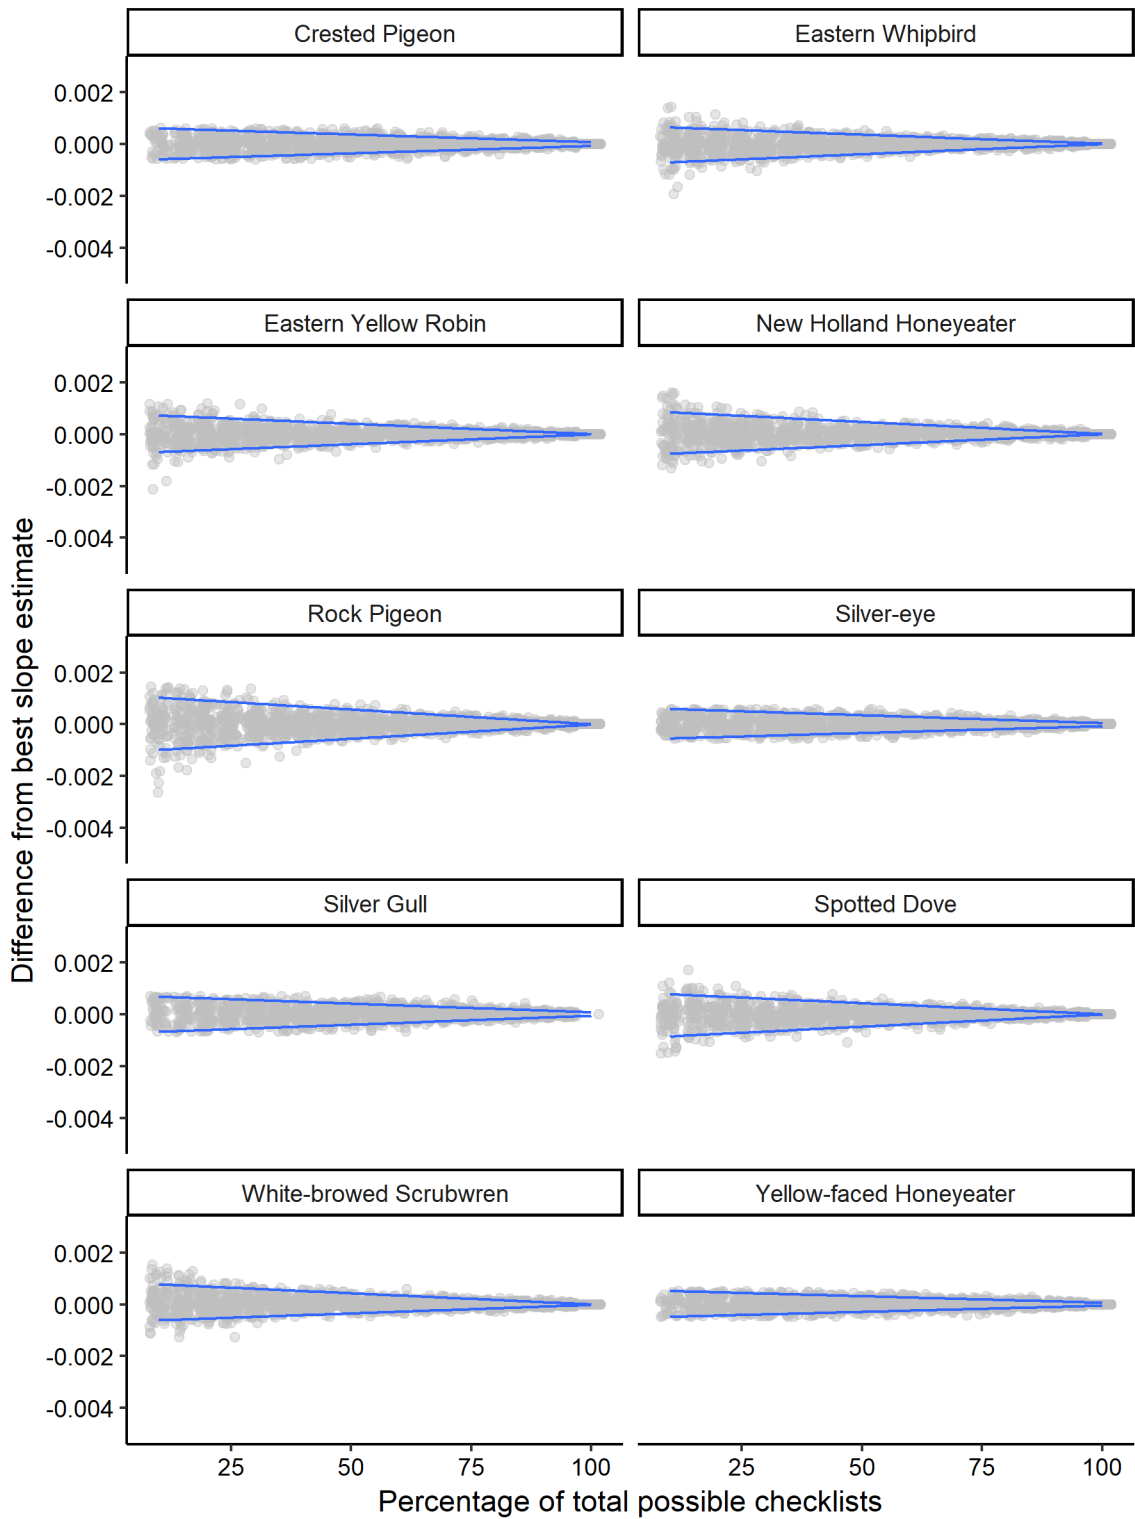 Crested Pigeon
Eastern Whipbird
0.002
0.000
-0.002
-0.004
Eastern Yellow Robin
New Holland Honeyeater
0.002
0.000
-0.002
-0.004
Rock Pigeon
Silver-eye
0.002
0.000
-0.002
-0.004
Silver Gull
Spotted Dove
0.002
0.000
-0.002
-0.004
White-browed Scrubwren
Yellow-faced Honeyeater
0.002
0.000
-0.002
-0.004
25 50 75 100
25 50 75 100
Percentage of total possible checklists
Difference from best slope estimate